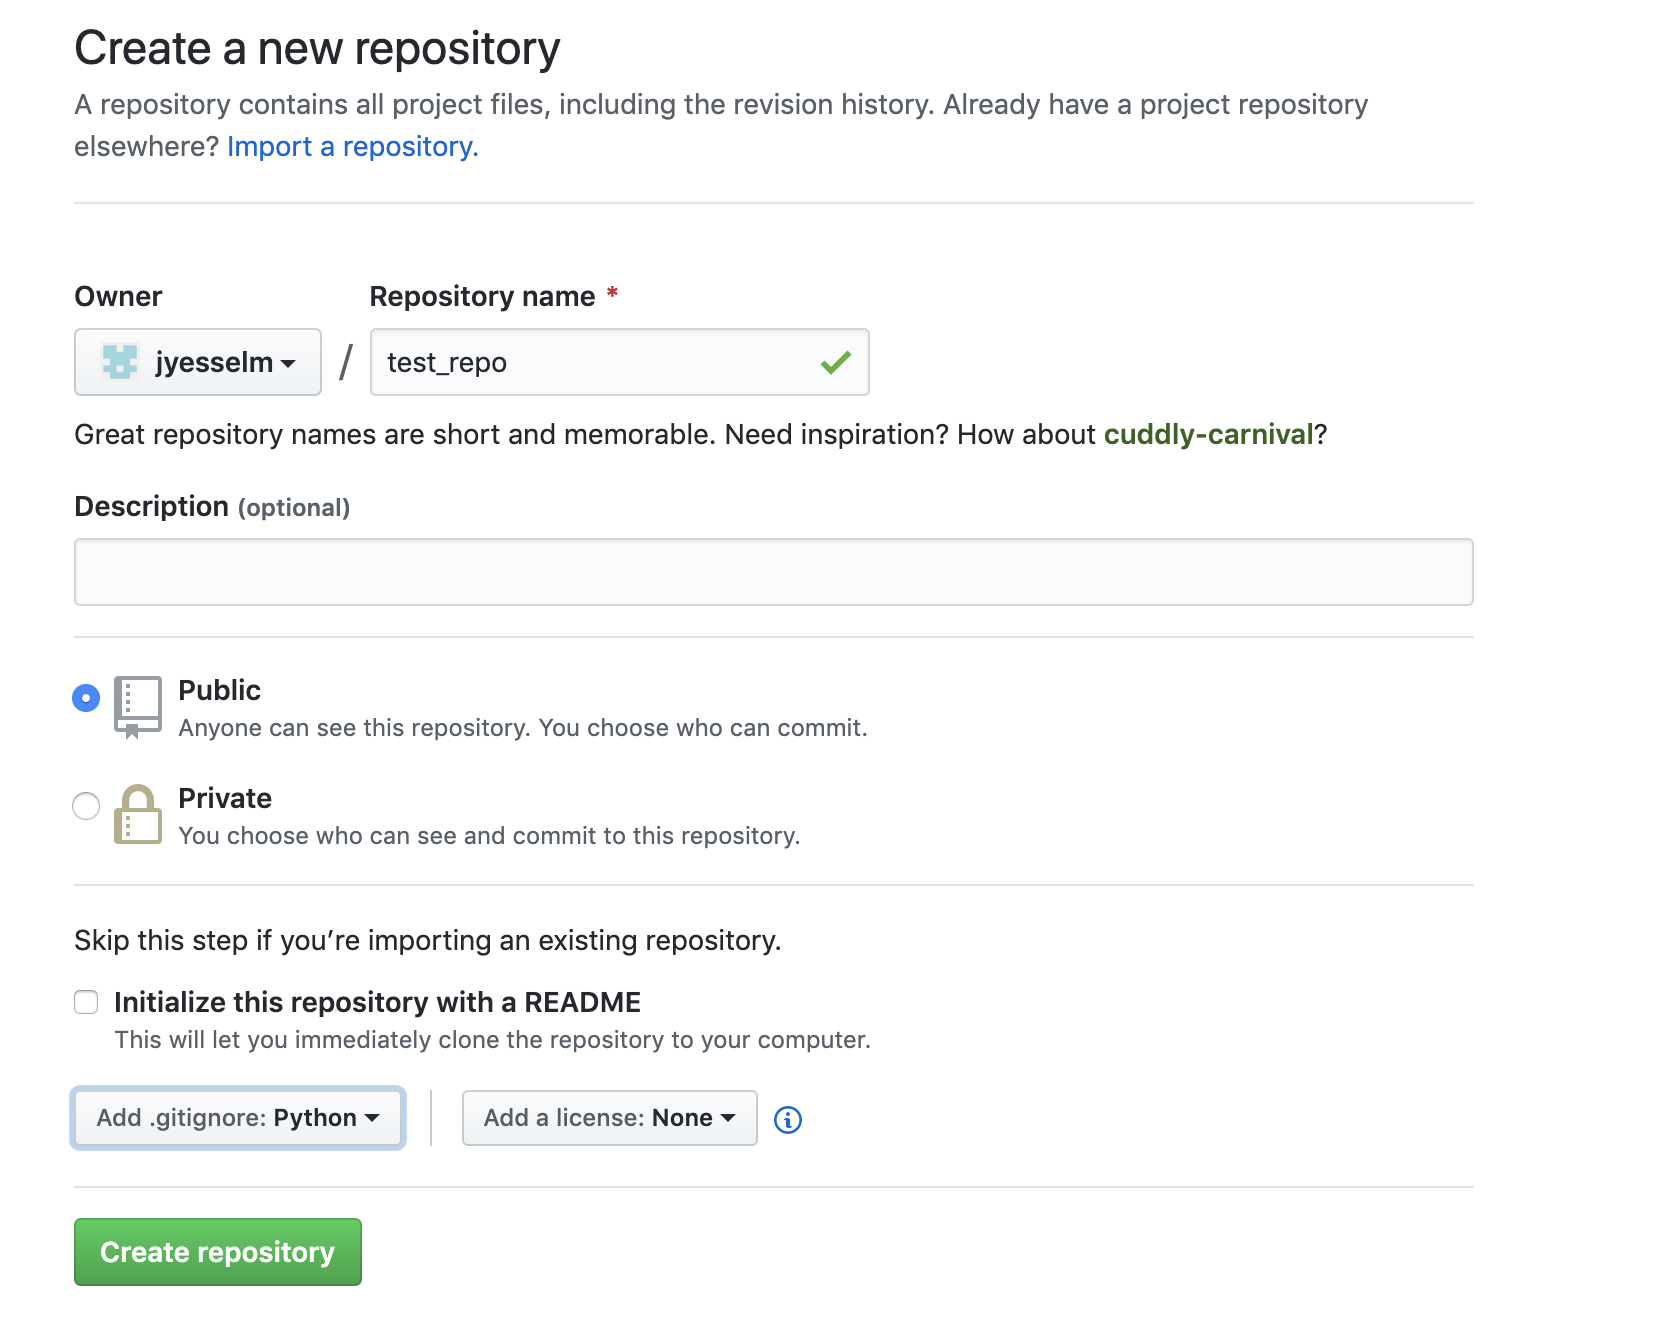 Create a new repository
A repository contains all project files, including the revision history. Already have a project repository
elsewhere? Import a repository.
Owner Repository name *
jyesselm / test_repo
Great repository names are short and memorable. Need inspiration? How about cuddly-carnival?
Description (optional)
Public
Anyone can see this repository. You choose who can commit.
Private
You choose who can see and commit to this repository.
Skip this step if you’re importing an existing repository.
Initialize this repository with a README
This will let you immediately clone the repository to your computer.
Add .gitignore: Python Add a license: None
Create repository